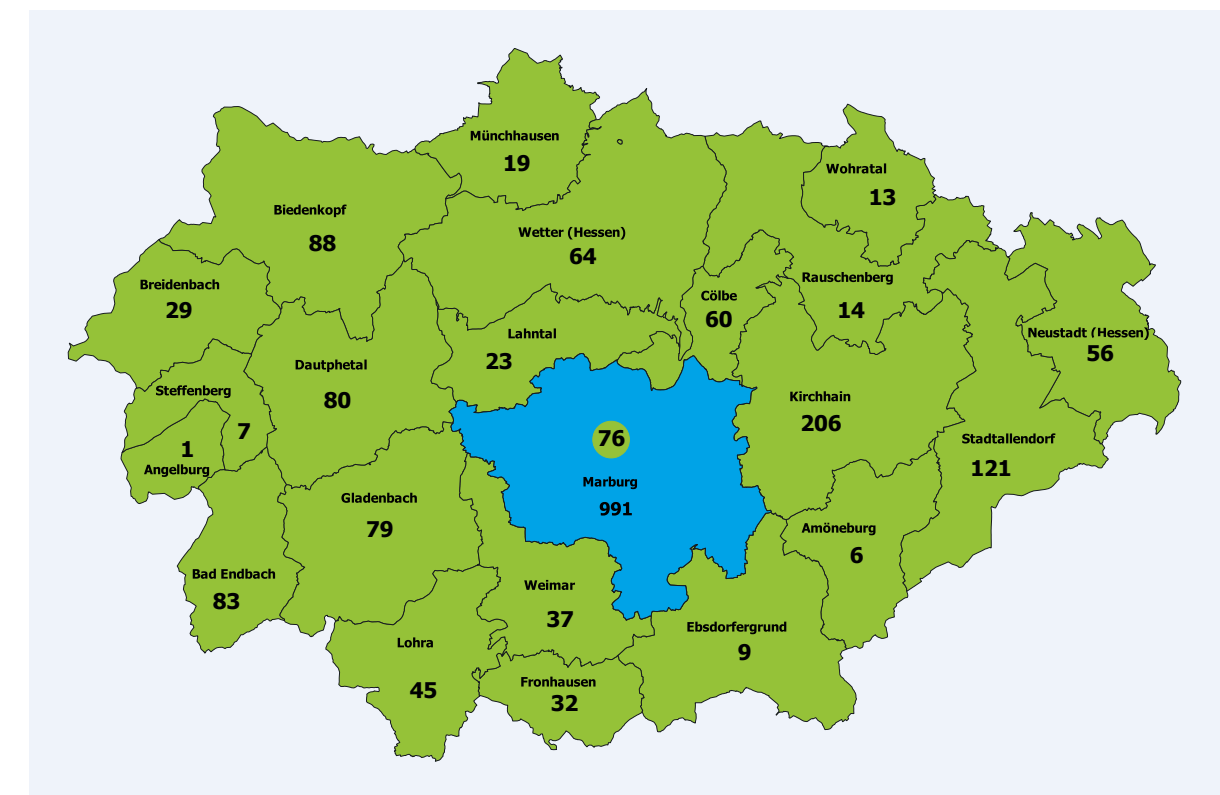 Münchhausen
19
Wohratal
13
Biedenkopf
88
Wetter (Hessen)
64
Breidenbach
29
Rauschenberg
14
Cölbe
60
Neustadt (Hessen)
56
Lahntal
23
Dautphetal
80
Steffenberg
7
Kirchhain
206
1
Angelburg
76
Marburg
991
Stadtallendorf
121
Gladenbach
79
Amöneburg
6
Bad Endbach
83
Weimar
37
Ebsdorfergrund
9
Lohra
45
Fronhausen
32